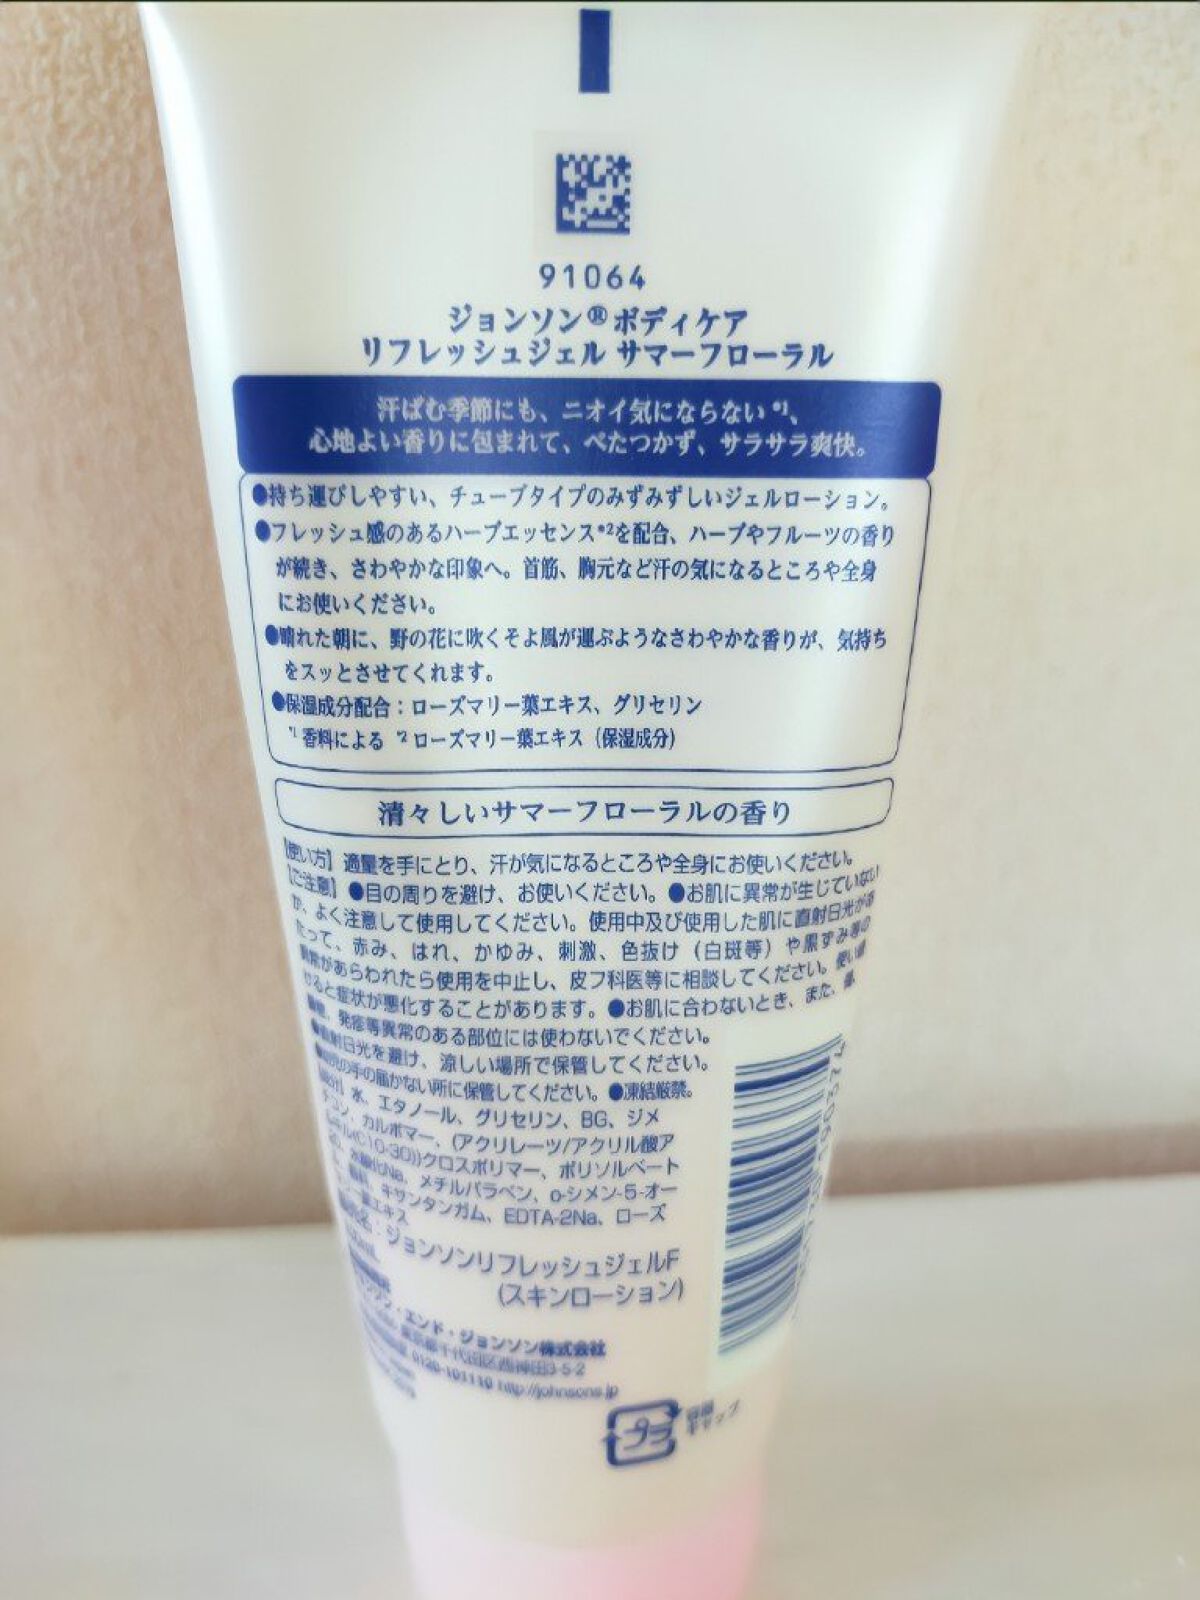 91064
ジョンソン®ボディケア
リフレッシュジェル サマーフローラル
汗ばむ季節にも、ニオイ気にならない*1、
心地よい香りに包まれて、べたつかず、サラサラ爽快。
●持ち運びしやすい、チューブタイプのみずみずしいジェルローション。
●フレッシュ感のあるハーブエッセンス*2を配合、ハーブやフルーツの香り
が続き、さわやかな印象へ。首筋、胸元など汗の気になるところや全身
にお使いください。
●晴れた朝に、野の花に吹くそよ風が運ぶようなさわやかな香りが、気持ち
をスッとさせてくれます。
●保湿成分配合：ローズマリー葉エキス、グリセリン
*1 香料による *2 ローズマリー葉エキス（保湿成分）
清々しいサマーフローラルの香り
【使い方】適量を手にとり、汗が気になるところや全身にお使いください。
【ご注意】●目の周りを避け、お使いください。●お肌に異常が生じていない
か、よく注意して使用してください。使用中及び使用した肌に直射日光があ
たって、赤み、はれ、かゆみ、刺激、色抜け（白斑等）や黒ずみ等の
異常があらわれたら使用を中止し、皮フ科医等に相談してください。使い続
けると症状が悪化することがあります。●お肌に合わないとき、また、傷、
発疹等異常のある部位には使わないでください。
●直射日光を避け、涼しい場所で保管してください。
の手の届かない所に保管してください。●凍結厳禁。
水、エタノール、グリセリン、BG、ジメ
チコン、カルボマー、（アクリレーツ/アクリル酸ア
ルキル(C10-30))クロスポリマー、ポリソルベート
水酸化Na、メチルパラベン、o-シメン-5-オー
キサンタンガム、EDTA-2Na、ローズ
葉エキス
ジョンソンリフレッシュジェルF
（スキンローション）
ジョンソン・エンド・ジョンソン株式会社
東京都千代田区西神田3-5-2
0120-101110 http://johnsons.jp